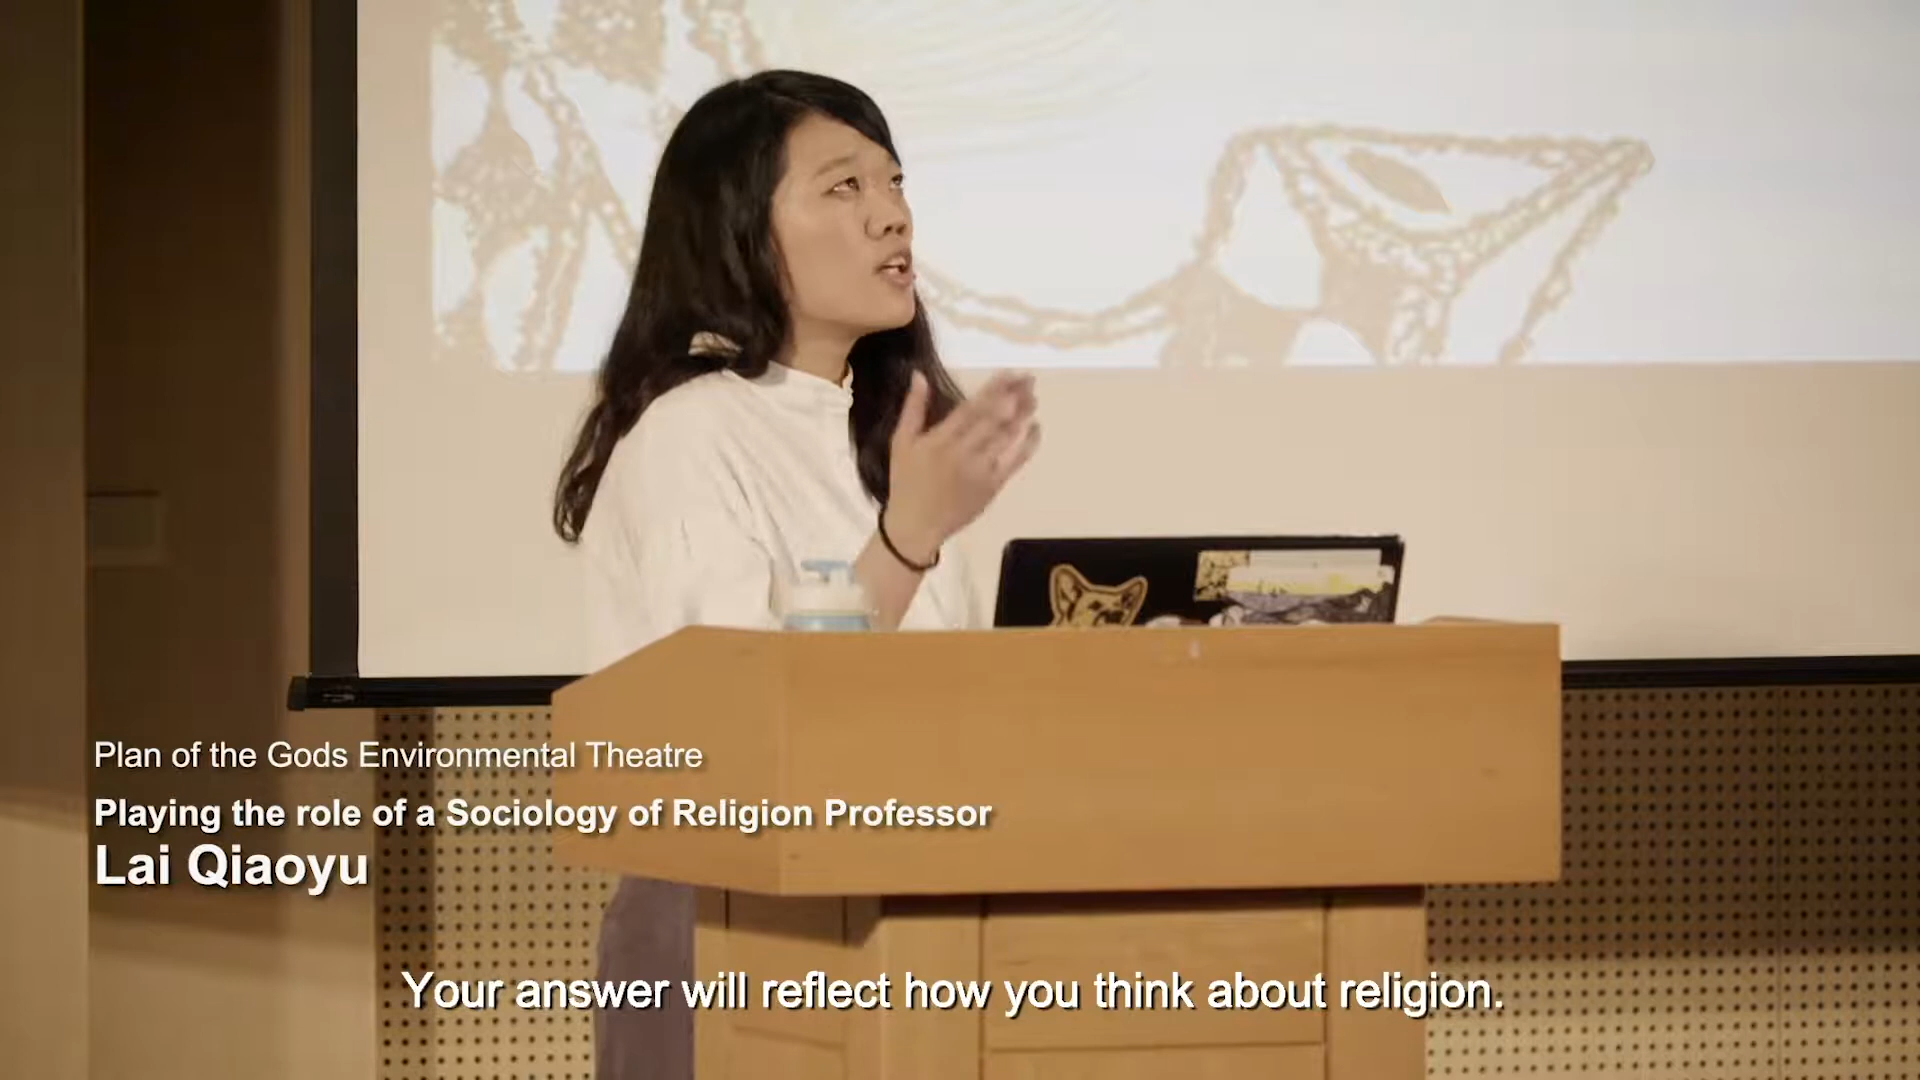 Plan of the Gods Environmental Theatre
Playing the role of a Sociology of Religion Professor
Lai Qiaoyu
Your answer will reflect how you think about religion.